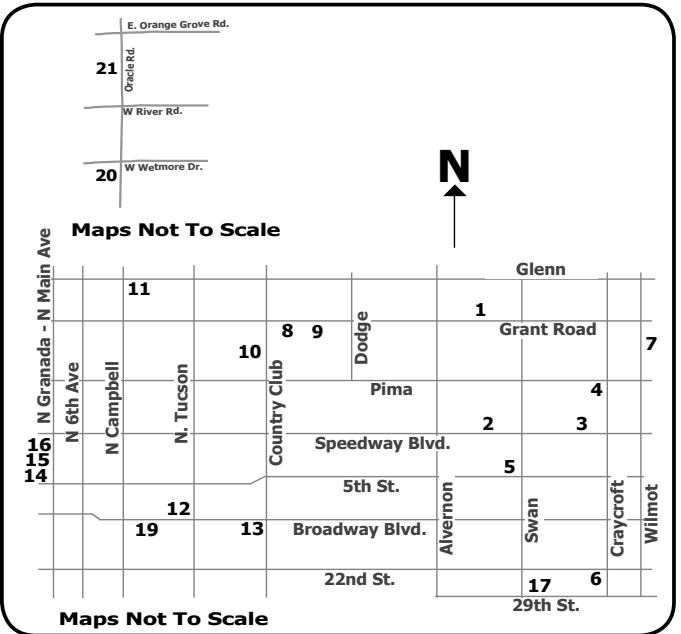 E. Orange Grove Rd.
21
Oracle Rd.
W River Rd.
20
W Wetmore Dr.
N
Maps Not To Scale
N Granada - N Main Ave
Glenn
11
1
8
9
Grant Road
Dodge
10
7
N 6th Ave
N Campbell
N. Tucson
Country Club
Pima
4
2
3
16
15
14
Speedway Blvd.
5
5th St.
12
19
13
Broadway Blvd.
Alvernon
Swan
Craycroft
Wilmot
22nd St.
17
6
29th St.
Maps Not To Scale